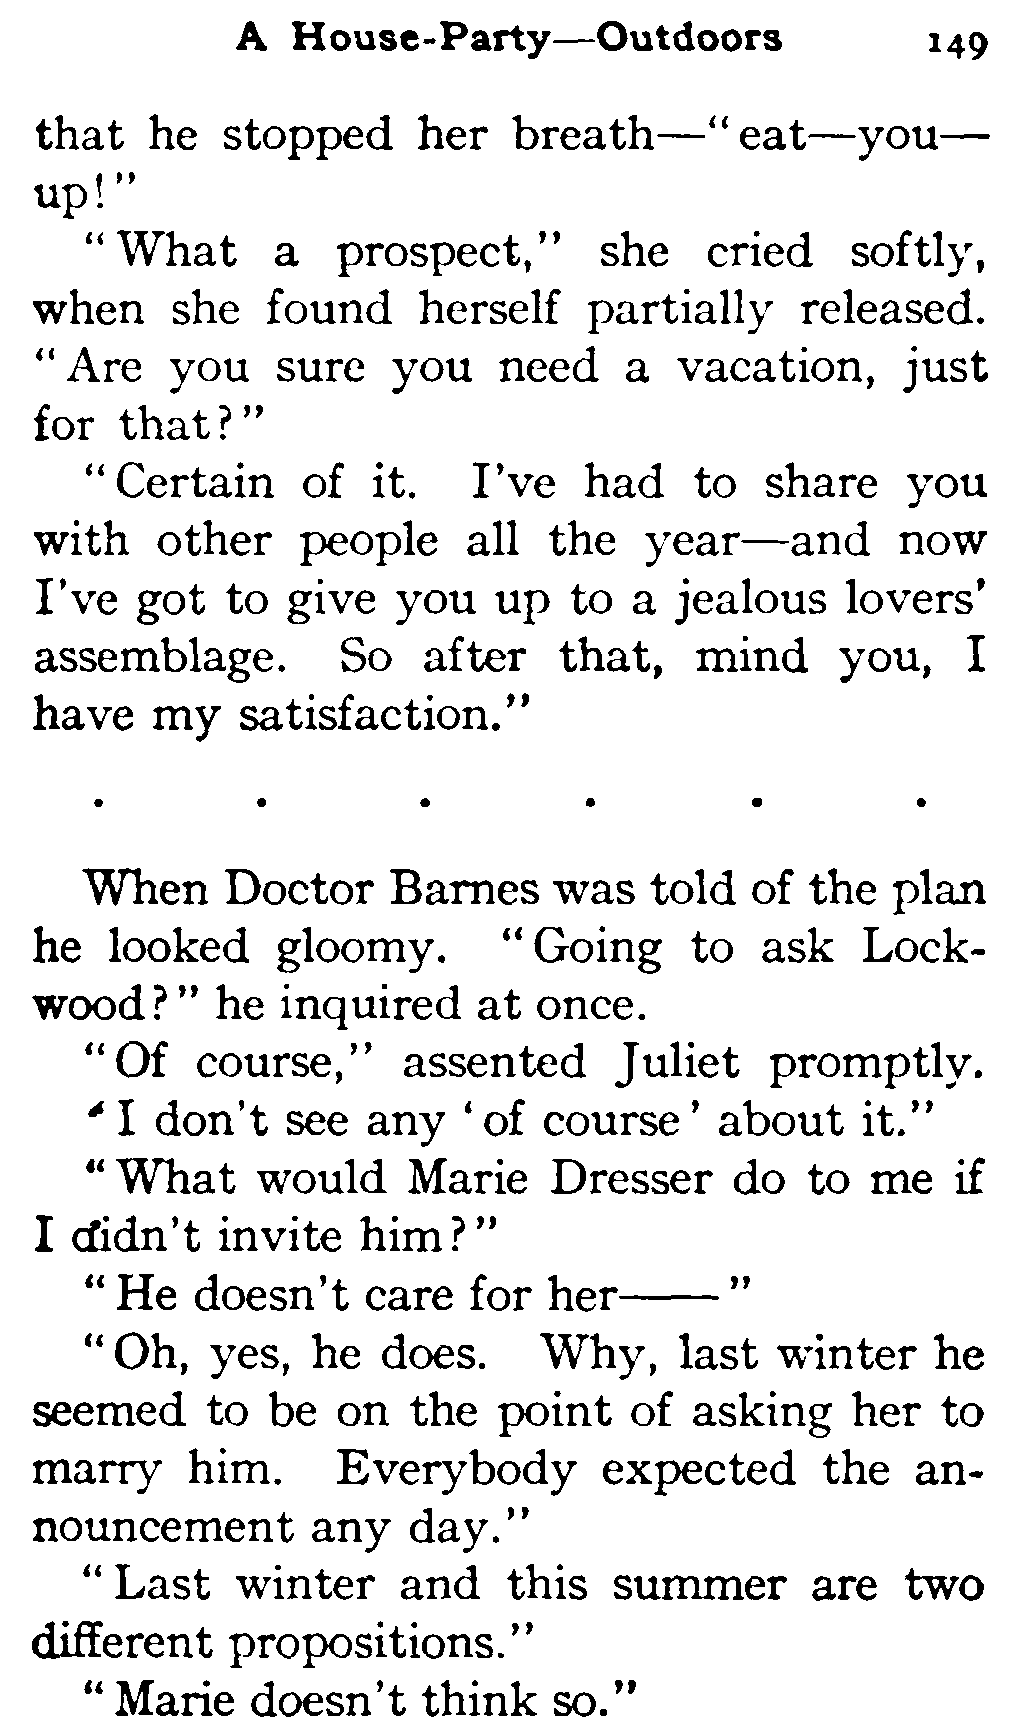 A House-Party—Outdoors 149
that he stopped her breath—"eat—you—
up!"
"What a prospect," she cried softly,
when she found herself partially released.
"Are you sure you need a vacation, just
for that?"
"Certain of it. I've had to share you
with other people all the year—and now
I've got to give you up to a jealous lovers'
assemblage. So after that, mind you, I
have my satisfaction."
. . . . . .
When Doctor Barnes was told of the plan
he looked gloomy. "Going to ask Lock-
wood?" he inquired at once.
"Of course," assented Juliet promptly.
"I don't see any 'of course' about it."
"What would Marie Dresser do to me if
I didn't invite him?"
"He doesn't care for her——"
"Oh, yes, he does. Why, last winter he
seemed to be on the point of asking her to
marry him. Everybody expected the an-
nouncement any day."
"Last winter and this summer are two
different propositions."
"Marie doesn't think so."